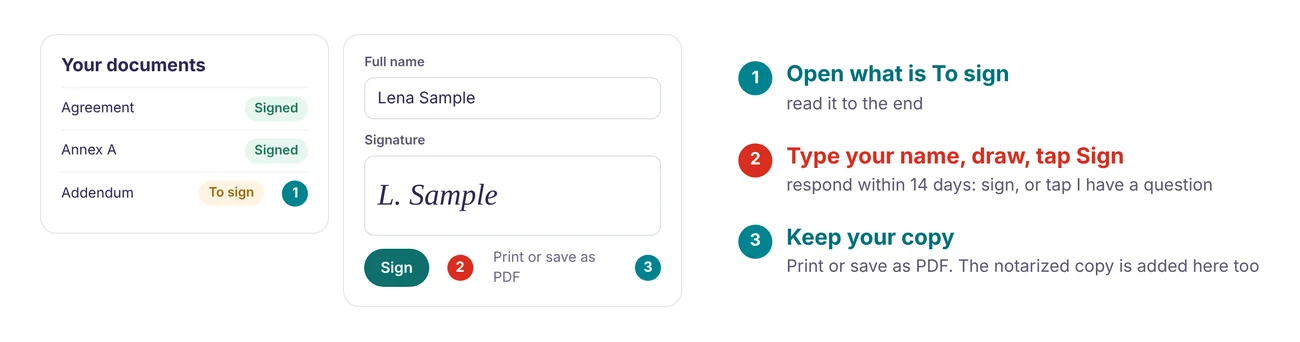 Your documents
Agreement Signed
Annex A Signed
Addendum To sign 1
Full name
Lena Sample
Signature
L. Sample
Sign 2 Print or save as
PDF 3
1 Open what is To sign
read it to the end
2 Type your name, draw, tap Sign
respond within 14 days: sign, or tap I have a question
3 Keep your copy
Print or save as PDF. The notarized copy is added here too